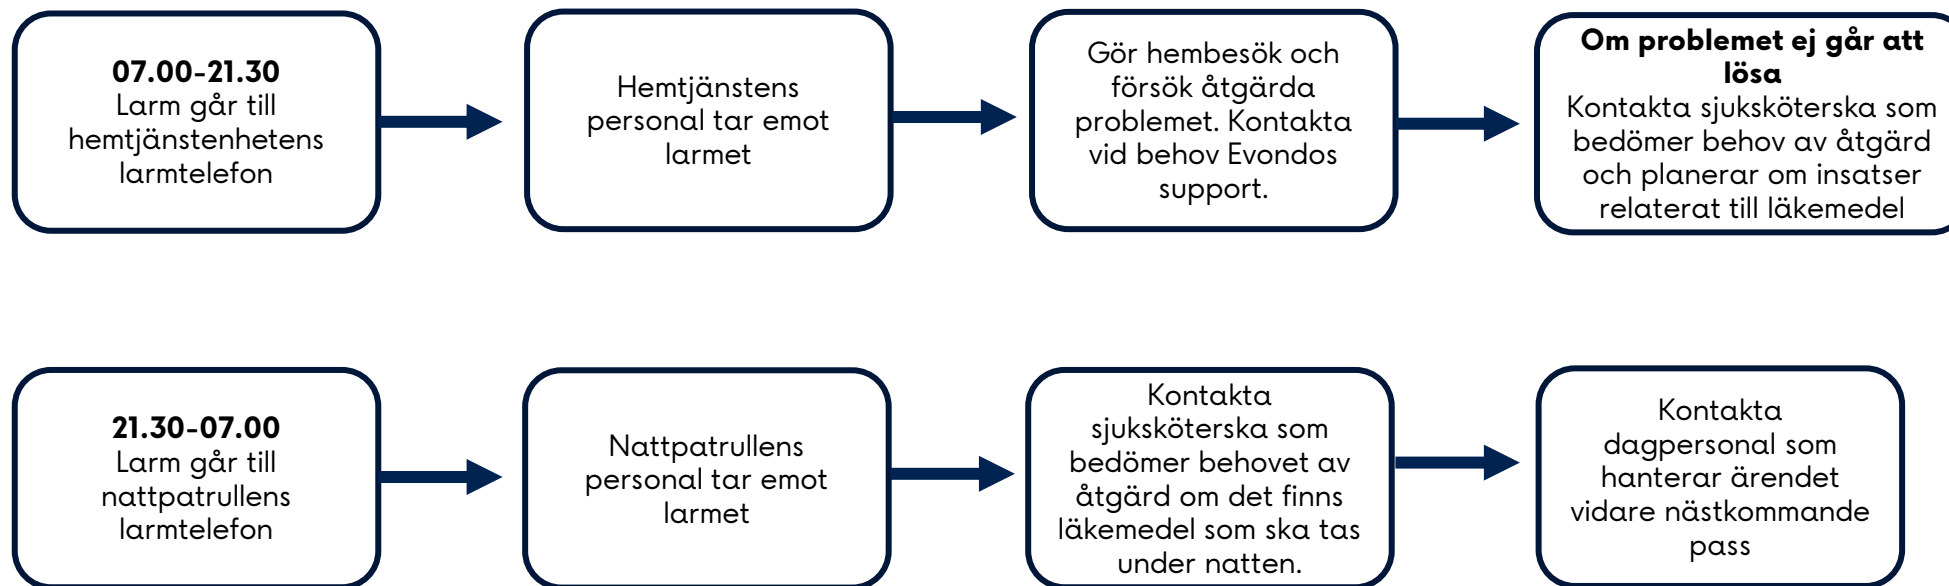 07.00-21.30
Larm går till
hemtjänstenhetens
larmtelefon
Hemtjänstens
personal tar emot
larmet
Gör hembesök och
försök åtgärda
problemet. Kontakta
vid behov Evondos
support.
Om problemet ej går att
lösa
Kontakta sjuksköterska som
bedömer behov av åtgärd
och planerar om insatser
relaterat till läkemedel
21.30-07.00
Larm går till
nattpatrullens
larmtelefon
Nattpatrullens
personal tar emot
larmet
Kontakta
sjuksköterska som
bedömer behovet av
åtgärd om det finns
läkemedel som ska tas
under natten.
Kontakta
dagpersonal som
hanterar ärendet
vidare nästkommande
pass